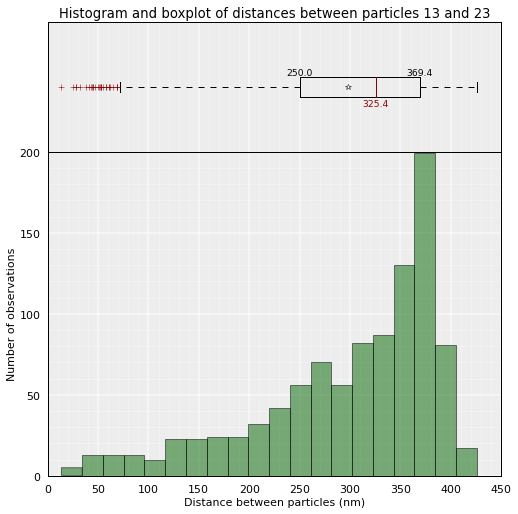 Histogram and boxplot of distances between particles 13 and 23
250.0 369.4
325.4
200
150
100
50
0
Number of observations
0 50 100 150 200 250 300 350 400 450
Distance between particles (nm)